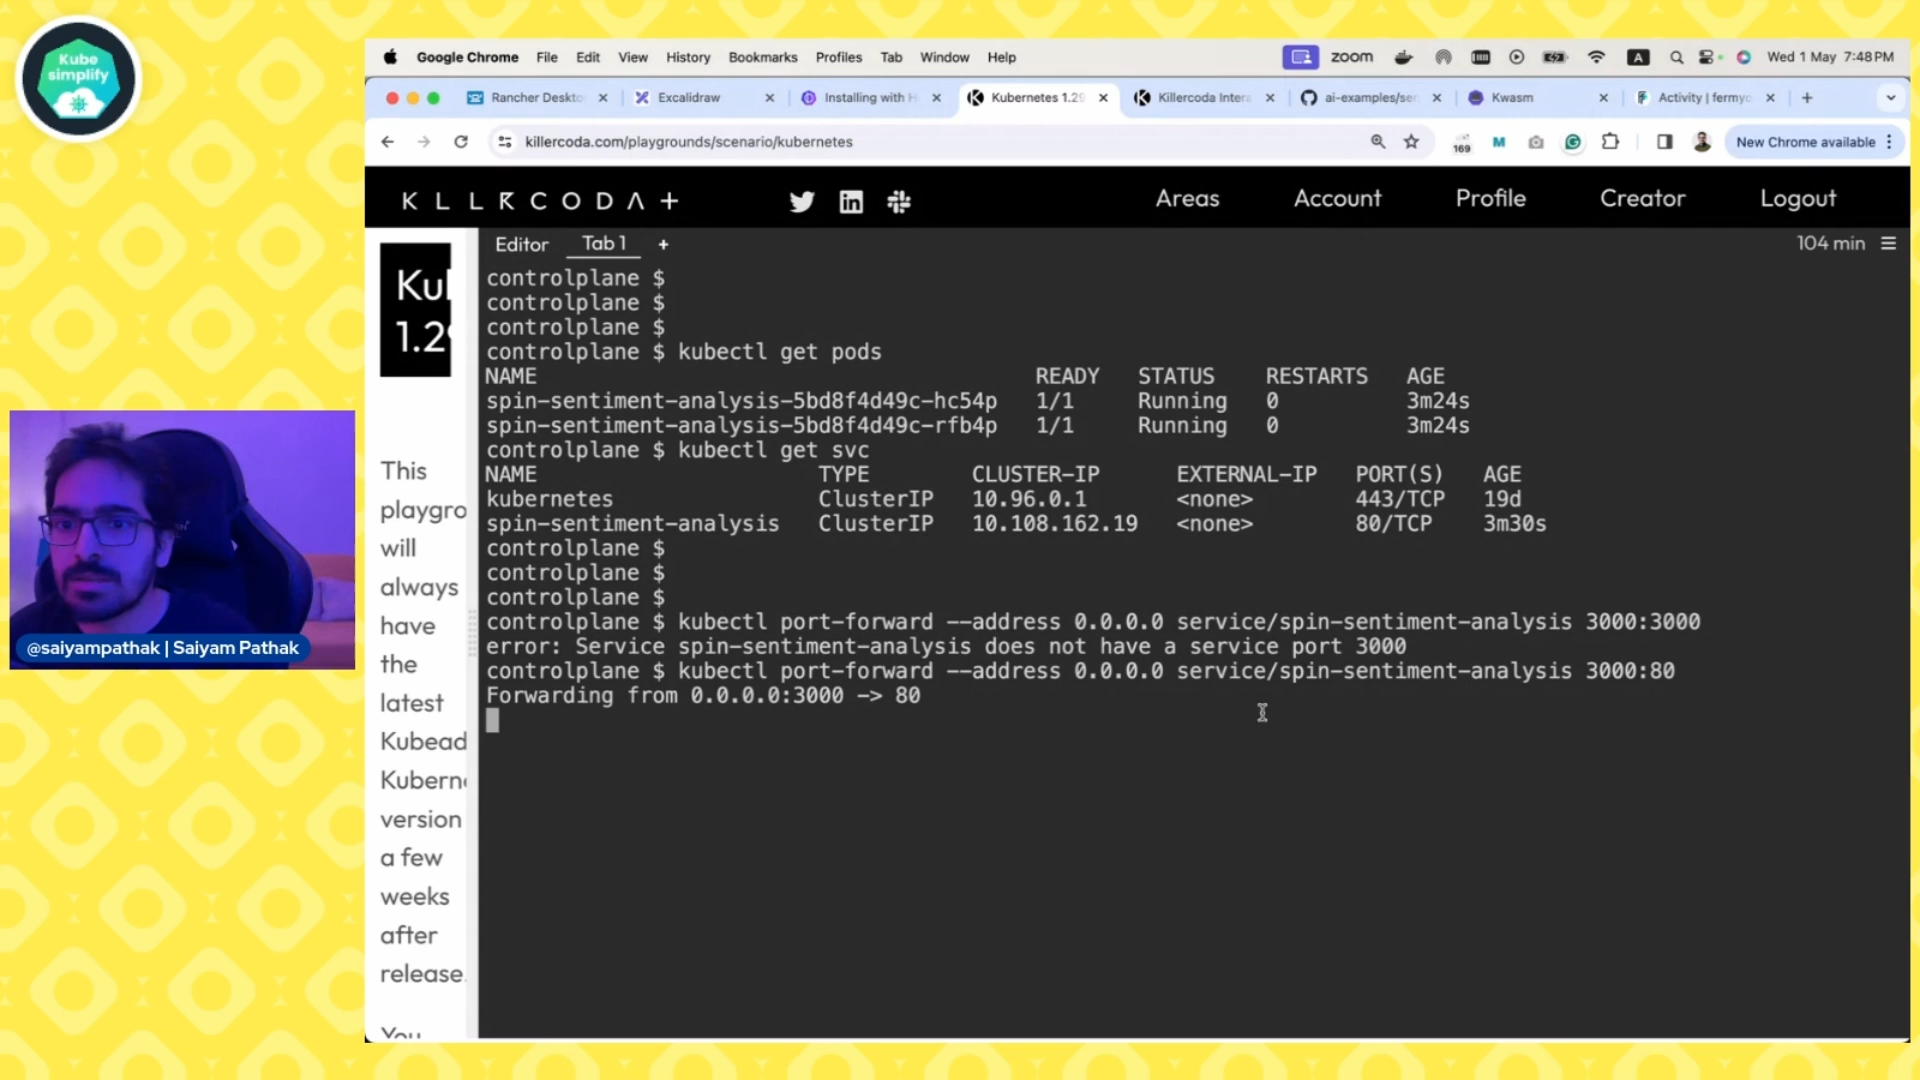 Kube
simplify
Google Chrome File Edit View History Bookmarks Profiles Tab Window Help
zoom
A
Wed 1 May 7:48 PM
Rancher Deskto
Excalidraw
Installing with H
Kubernetes 1.29
Killercoda Intera
ai-examples/sen
Kwasm
Activity | fermyo
killercoda.com/playgrounds/scenario/kubernetes
169
M
New Chrome available
KLLRCODA+
Areas Account Profile Creator Logout
Editor Tab 1 +
104 min
Kul
1.29
This
playgro
will
always
have
the
latest
Kubead
Kuberne
version
a few
weeks
after
release.
You
controlplane $
controlplane $
controlplane $
controlplane $ kubectl get pods
NAME READY STATUS RESTARTS AGE
spin-sentiment-analysis-5bd8f4d49c-hc54p 1/1 Running 0 3m24s
spin-sentiment-analysis-5bd8f4d49c-rfb4p 1/1 Running 0 3m24s
controlplane $ kubectl get svc
NAME TYPE CLUSTER-IP EXTERNAL-IP PORT(S) AGE
kubernetes ClusterIP 10.96.0.1 <none> 443/TCP 19d
spin-sentiment-analysis ClusterIP 10.108.162.19 <none> 80/TCP 3m30s
controlplane $
controlplane $
controlplane $
controlplane $ kubectl port-forward --address 0.0.0.0 service/spin-sentiment-analysis 3000:3000
error: Service spin-sentiment-analysis does not have a service port 3000
controlplane $ kubectl port-forward --address 0.0.0.0 service/spin-sentiment-analysis 3000:80
Forwarding from 0.0.0.0:3000 -> 80
@saiyampathak | Saiyam Pathak